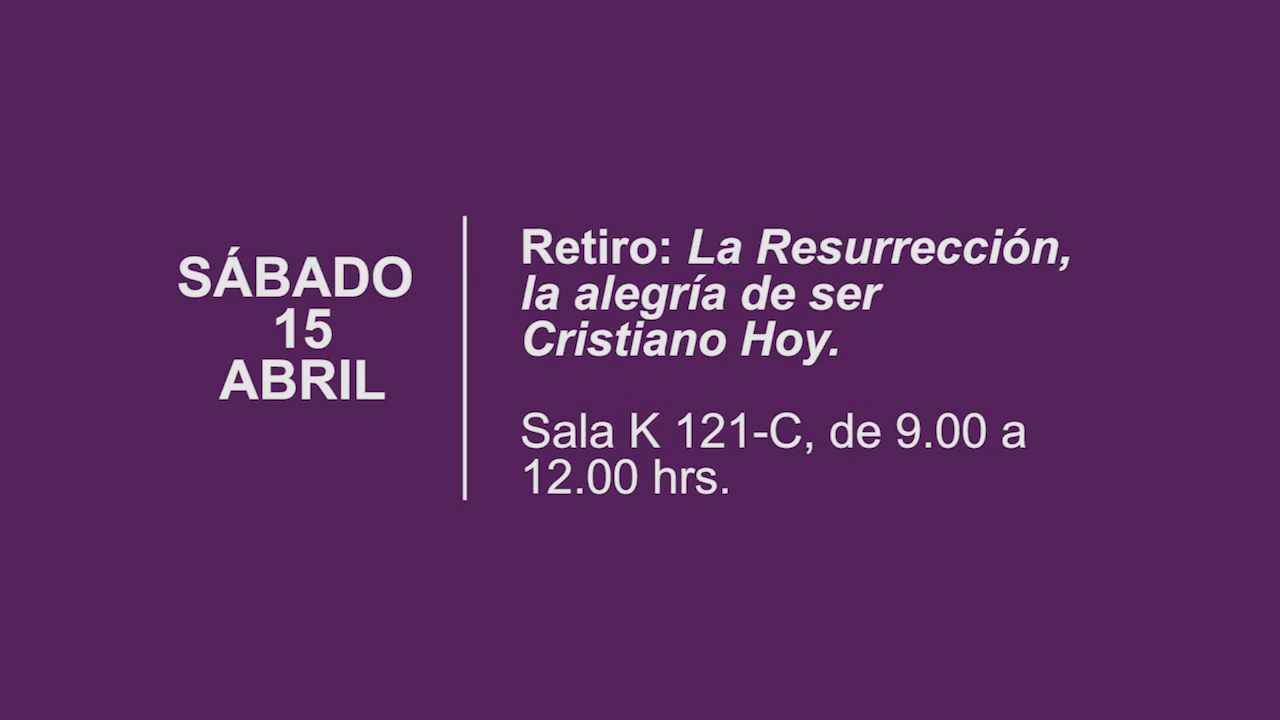 SÁBADO
15
ABRIL
Retiro: La Resurrección,
la alegría de ser
Cristiano Hoy.
Sala K 121-C, de 9.00 a
12.00 hrs.